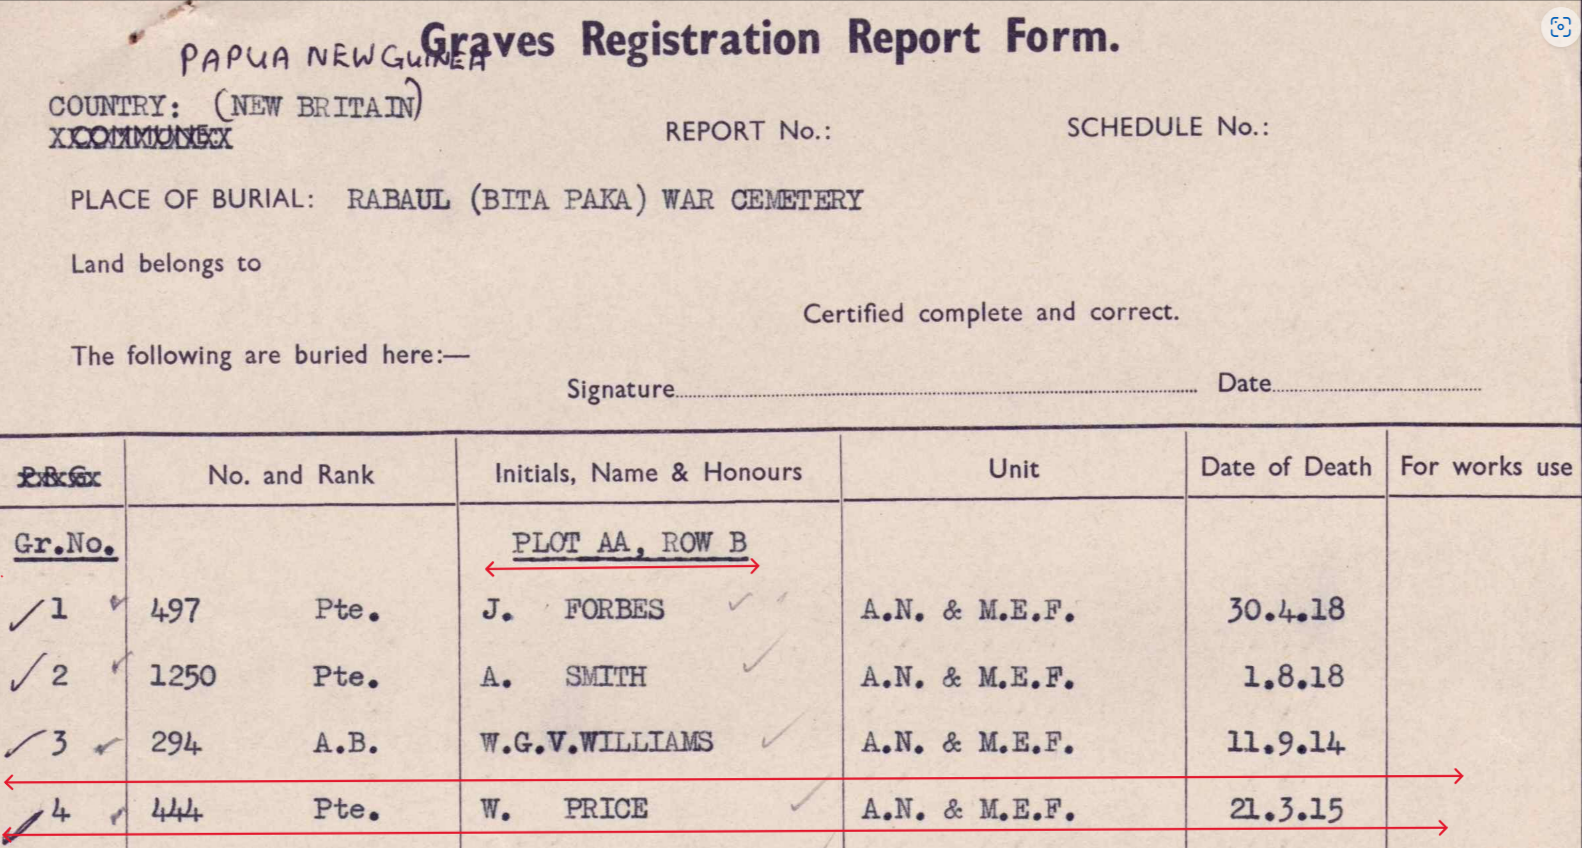 Graves Registration Report Form.
PAPUA NEW GUINEA
COUNTRY: (NEW BRITAIN)
COMMUNE:
REPORT No.:
SCHEDULE No.:
PLACE OF BURIAL: RABAUL (BITA PAKA) WAR CEMETERY
Land belongs to
Certified complete and correct.
The following are buried here:—
Signature
Date
No. and Rank Initials, Name & Honours Unit Date of Death For works use
Gr.No. PLOT AA, ROW B
1 497 Pte. J. FORBES A.N. & M.E.F. 30.4.18
2 1250 Pte. A. SMITH A.N. & M.E.F. 1.8.18
3 294 A.B. W.G.V.WILLIAMS A.N. & M.E.F. 11.9.14
4 444 Pte. W. PRICE A.N. & M.E.F. 21.3.15